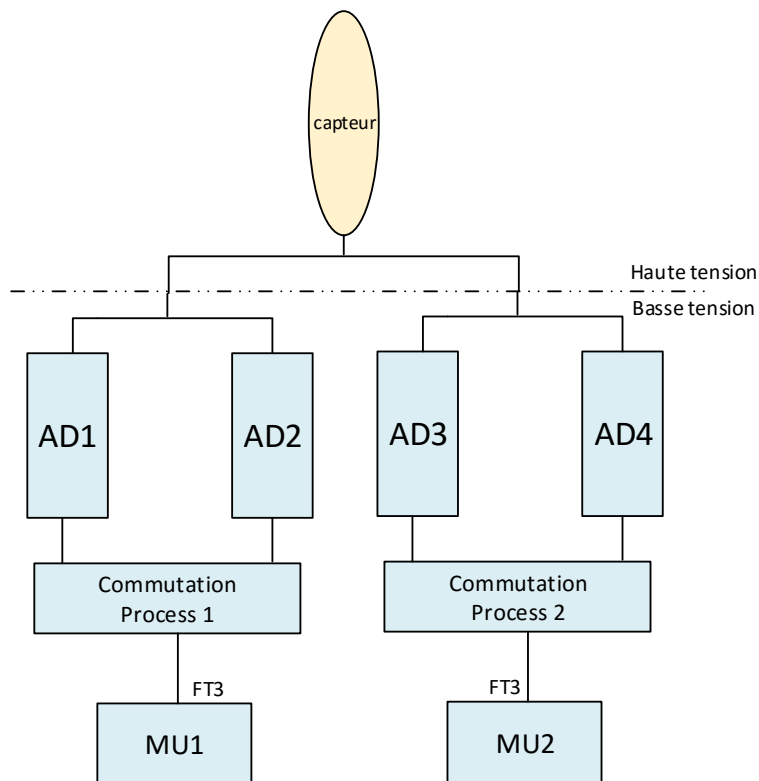 capteur
Haute tension
Basse tension
AD1
AD2
AD3
AD4
Commutation
Process 1
Commutation
Process 2
FT3
FT3
MU1
MU2